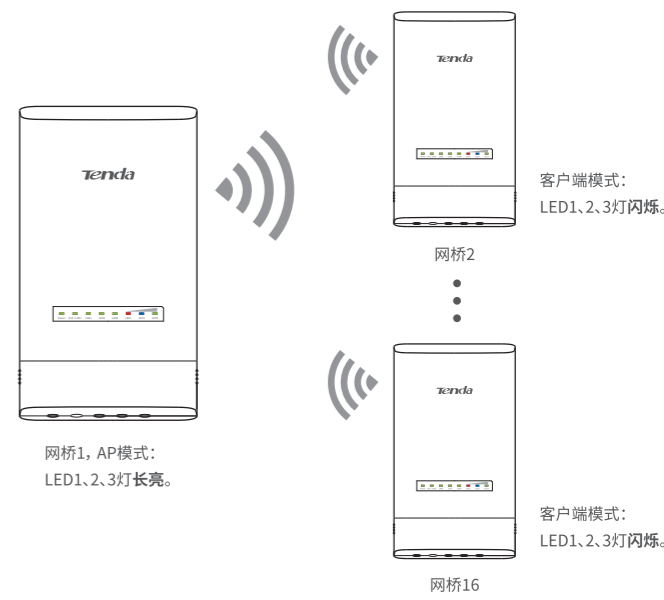 Tenda
网桥1，AP模式：
LED1、2、3灯长亮。
Tenda
客户端模式：
LED1、2、3灯闪烁。
网桥2
Tenda
客户端模式：
LED1、2、3灯闪烁。
网桥16